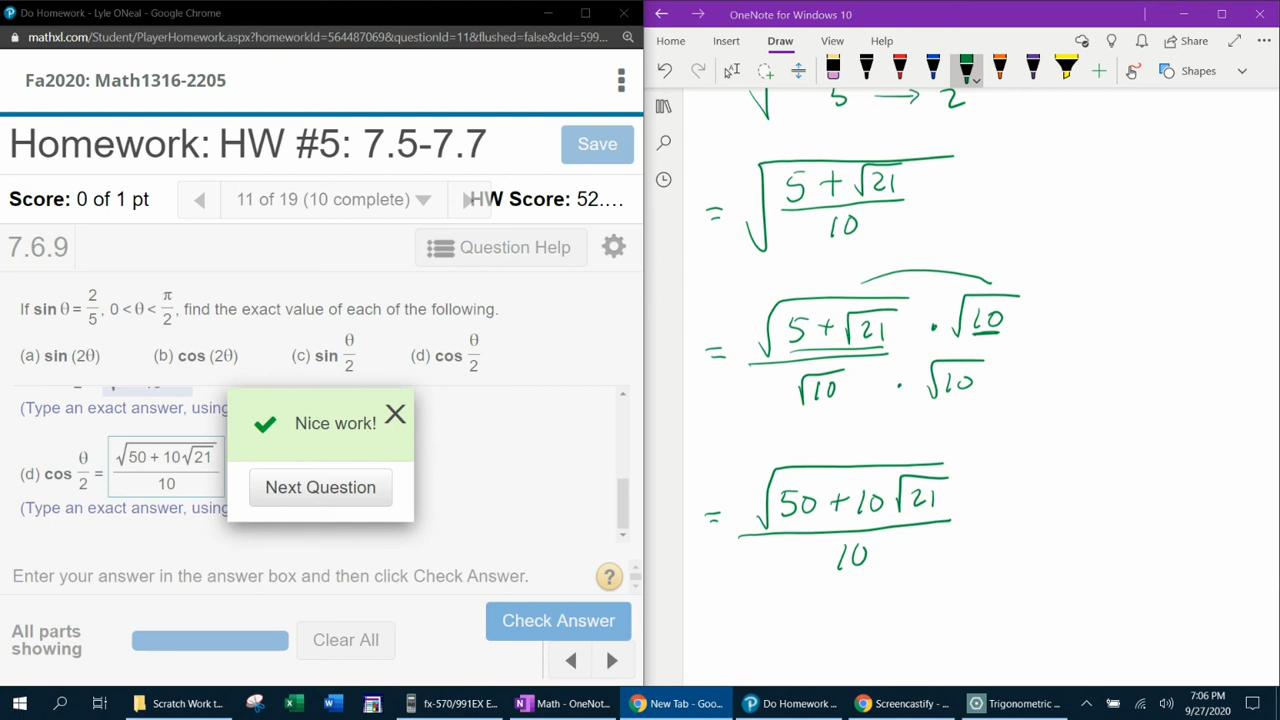 Do Homework - Lyle ONeal - Google Chrome
mathxl.com/Student/PlayerHomework.aspx?homeworkId=5644870069&questionId=11&flushed=false&cId=599...
Fa2020: Math1316-2205
Homework: HW #5: 7.5-7.7
Save
Score: 0 of 1 pt
11 of 19 (10 complete)
HW Score: 52....
7.6.9
Question Help
If sin θ = 2/5, 0 < θ < π/2, find the exact value of each of the following.
(a) sin (2θ) (b) cos (2θ) (c) sin θ/2 (d) cos θ/2
(Type an exact answer, using
(d) cos θ/2 = √(50 + 10√21)/10
(Type an exact answer, using
Nice work!
Next Question
Enter your answer in the answer box and then click Check Answer.
?
All parts
showing
Clear All
Check Answer
OneNote for Windows 10
Home Insert Draw View Help
Share
Shapes
√ 5 → 2
= √((5 + √21)/10)
= √(5 + √21)/√10 · √10/√10
= √(50 + 10√21)/10
Scratch Work t...
fx-570/991EX E...
Math - OneNot...
New Tab - Goo...
Do Homework ...
Screencastify - ...
Trigonometric ...
7:06 PM
9/27/2020